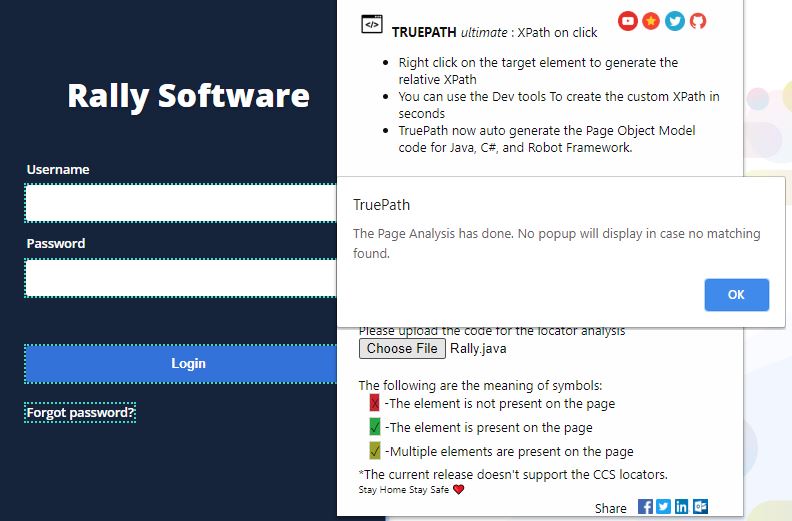 Rally Software
Username
Password
Login
Forgot password?
</> TRUEPATH ultimate : XPath on click
• Right click on the target element to generate the
relative XPath
• You can use the Dev tools To create the custom XPath in
seconds
• TruePath now auto generate the Page Object Model
code for Java, C#, and Robot Framework.
TruePath
The Page Analysis has done. No popup will display in case no matching
found.
OK
Please upload the code for the locator analysis
Choose File Rally.java
The following are the meaning of symbols:
X -The element is not present on the page
✓ -The element is present on the page
✓ -Multiple elements are present on the page
*The current release doesn't support the CCS locators.
Stay Home Stay Safe ❤
Share